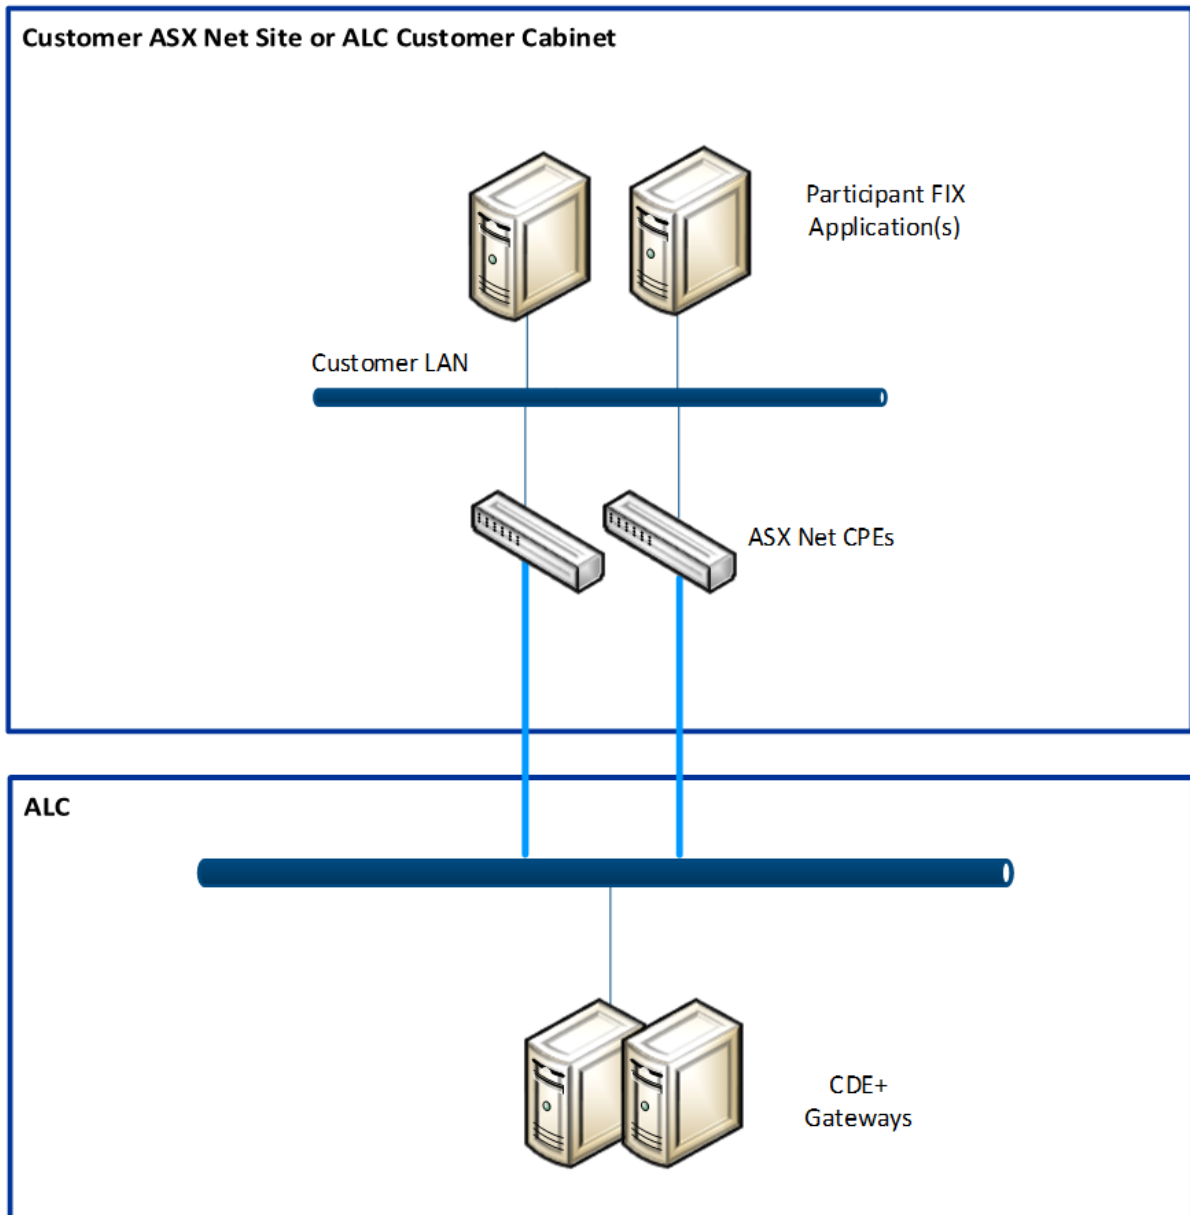 Customer ASX Net Site or ALC Customer Cabinet
Participant FIX
Application(s)
Customer LAN
ASX Net CPEs
ALC
CDE+
Gateways